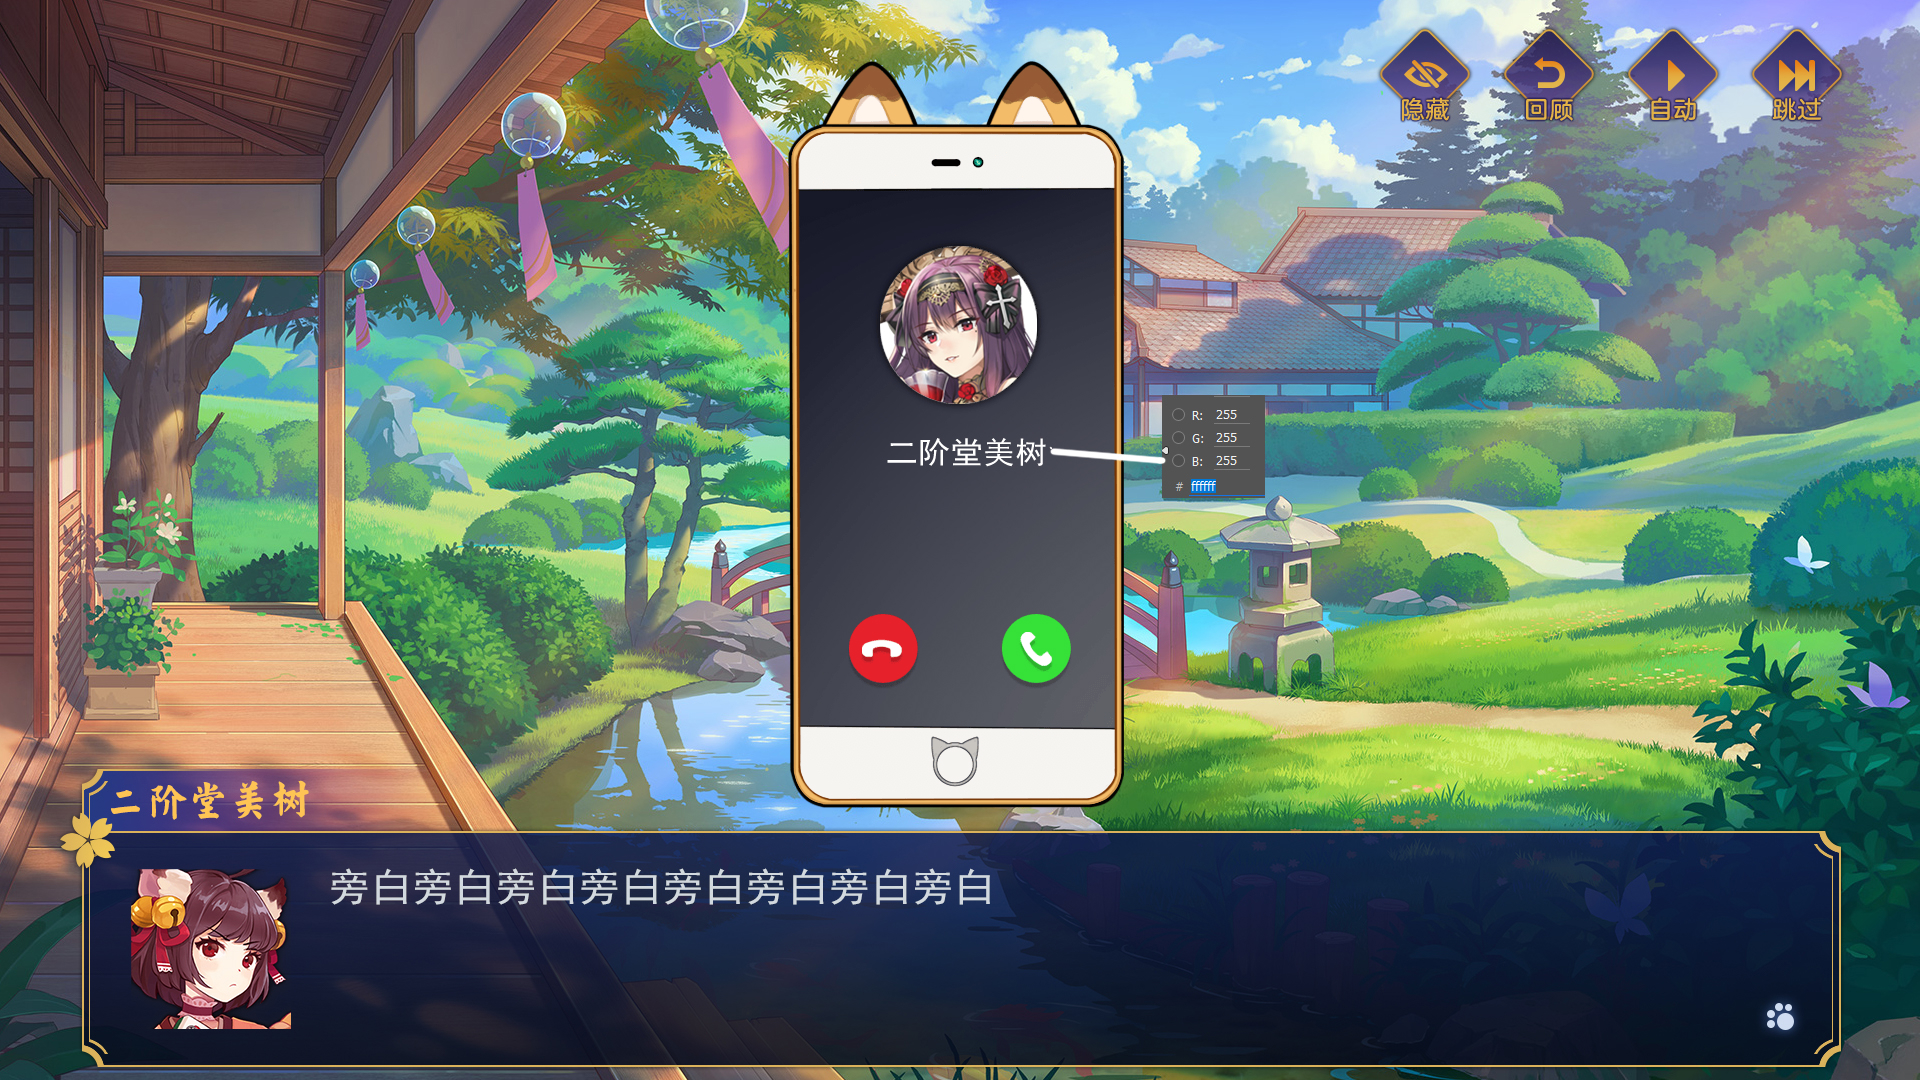 隐藏 回顾 自动 跳过
二阶堂美树
R: 255
G: 255
B: 255
# ffffff
二阶堂美树
旁白旁白旁白旁白旁白旁白旁白旁白